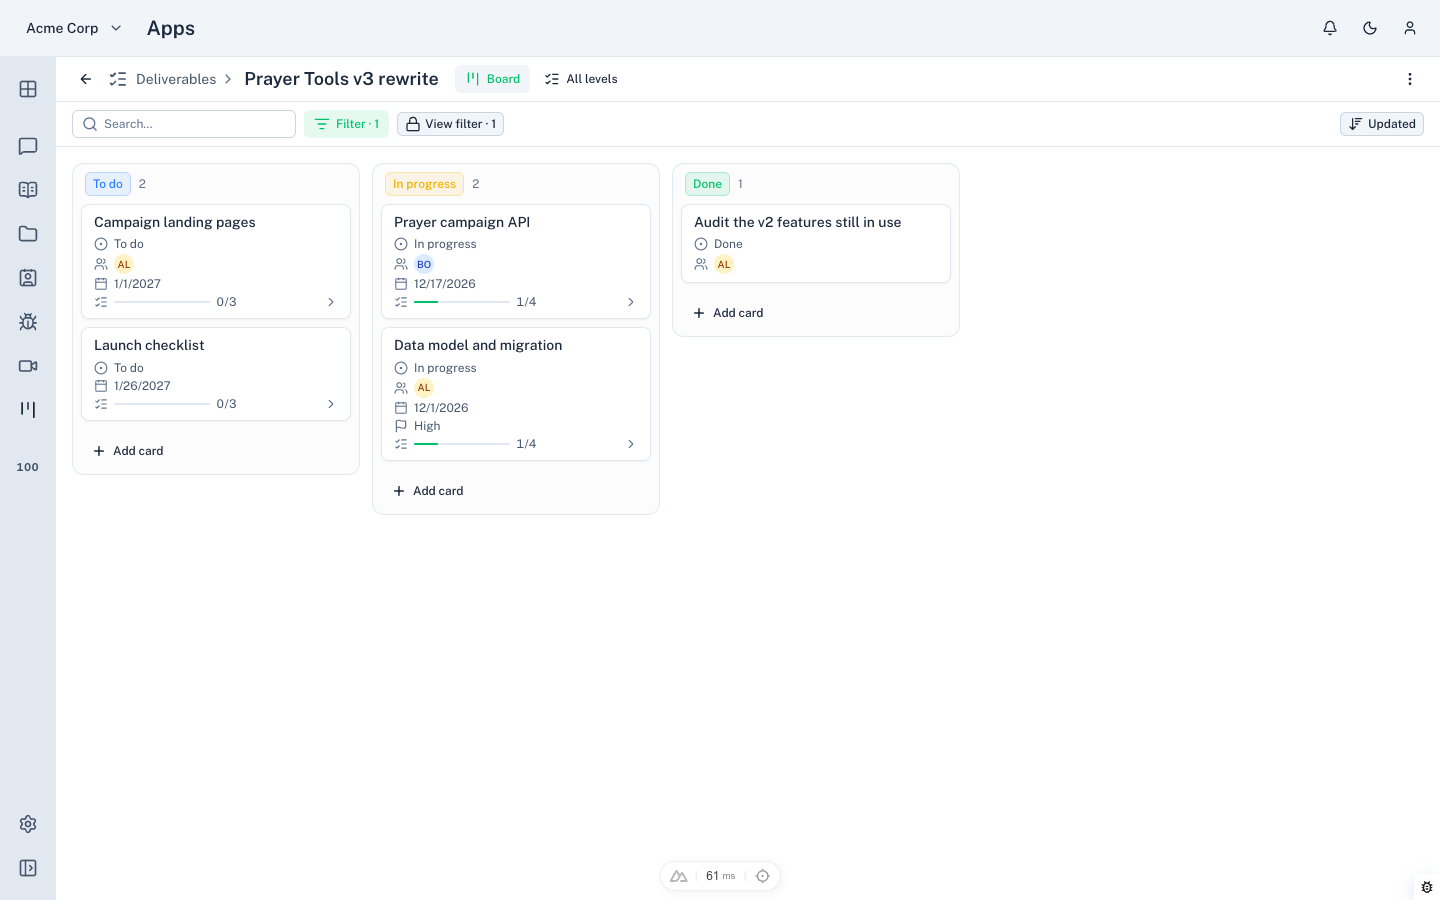 Acme Corp
Apps
Deliverables
Prayer Tools v3 rewrite
Board
All levels
Search...
Filter · 1
View filter · 1
Updated
To do 2
Campaign landing pages
To do
AL
1/1/2027
0/3
Launch checklist
To do
1/26/2027
0/3
Add card
In progress 2
Prayer campaign API
In progress
BO
12/17/2026
1/4
Data model and migration
In progress
AL
12/1/2026
High
1/4
Add card
Done 1
Audit the v2 features still in use
Done
AL
Add card
100
61 ms